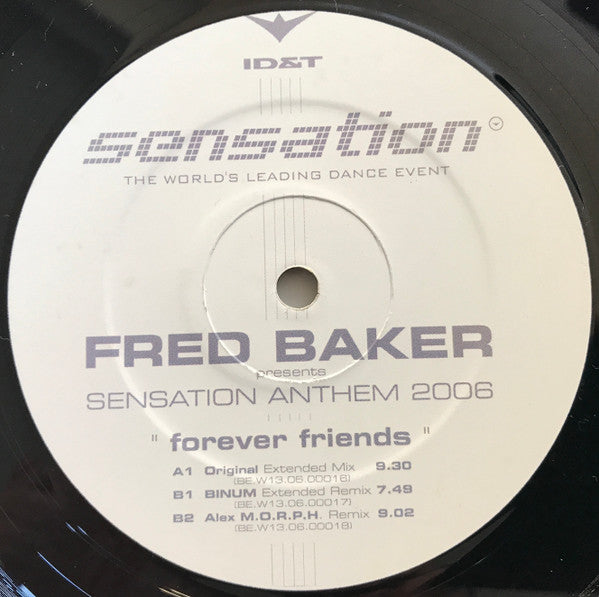 ID&T
sensation
THE WORLD'S LEADING DANCE EVENT
FRED BAKER
presents
SENSATION ANTHEM 2006
" forever friends "
A1 Original Extended Mix 9.30
(BE.W13.06.00016)
B1 BINUM Extended Remix 7.49
(BE.W13.06.00017)
B2 Alex M.O.R.P.H. Remix 9.02
(BE.W13.06.00018)